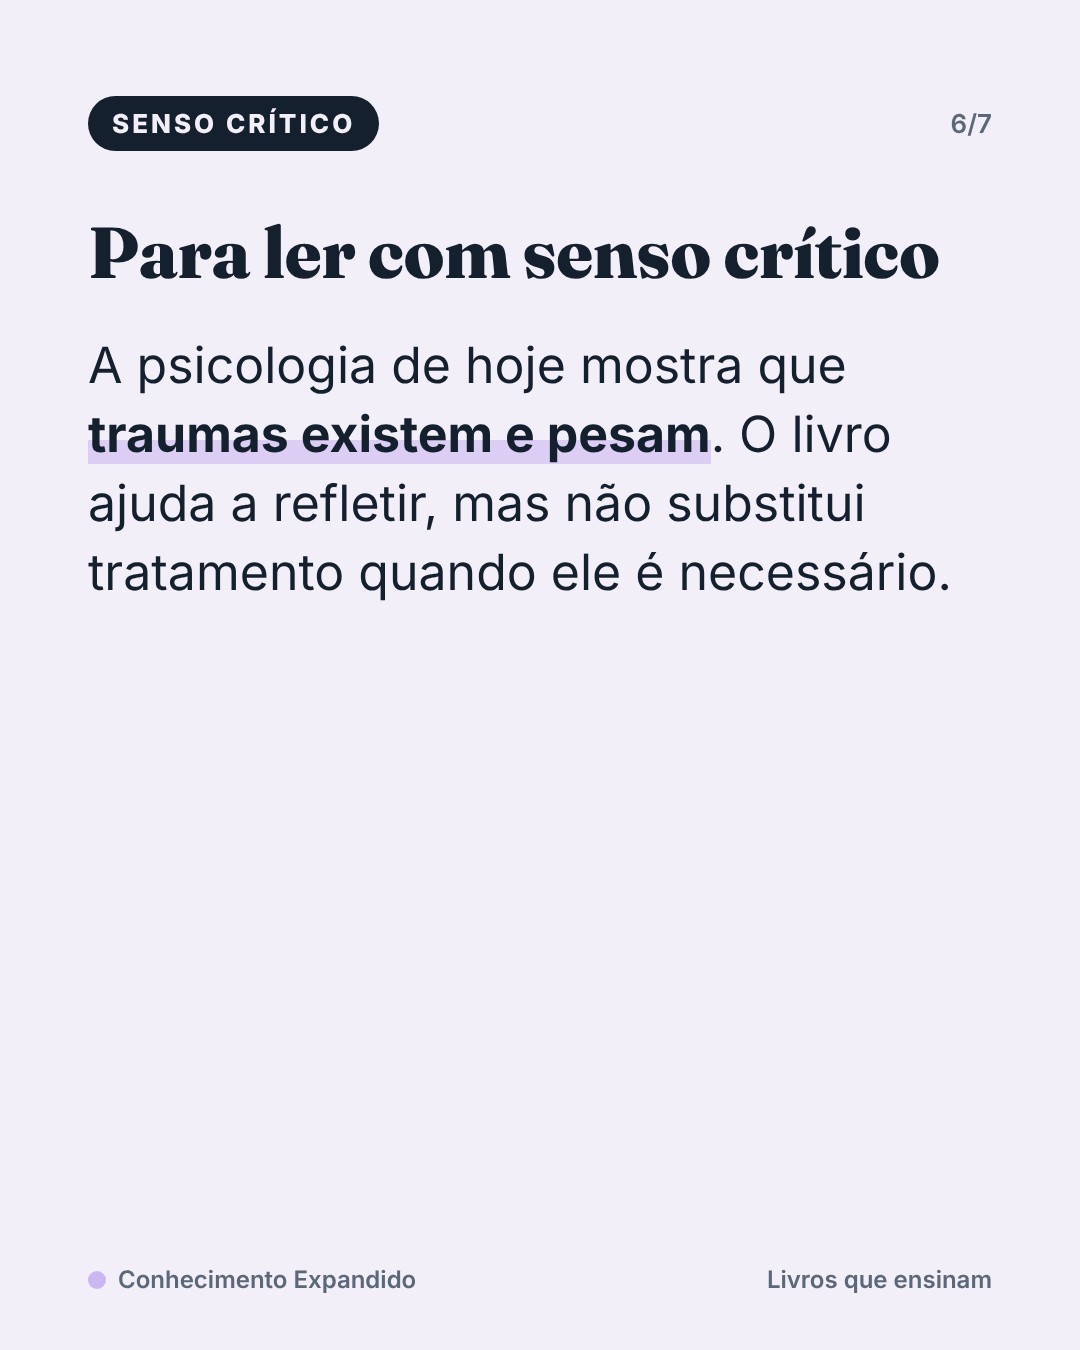 SENSO CRÍTICO
6/7
Para ler com senso crítico
A psicologia de hoje mostra que
traumas existem e pesam. O livro
ajuda a refletir, mas não substitui
tratamento quando ele é necessário.
Conhecimento Expandido
Livros que ensinam